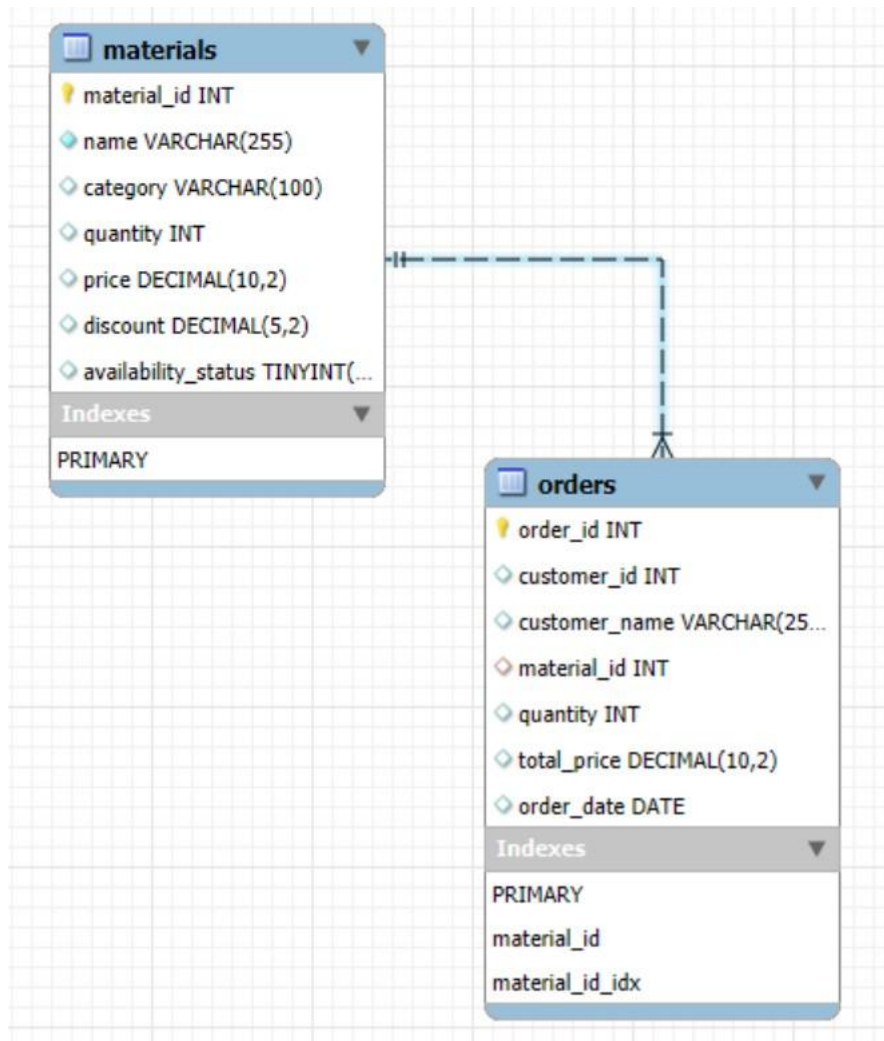 materials
material_id INT
name VARCHAR(255)
category VARCHAR(100)
quantity INT
price DECIMAL(10,2)
discount DECIMAL(5,2)
availability_status TINYINT(...
Indexes
PRIMARY
orders
order_id INT
customer_id INT
customer_name VARCHAR(25...
material_id INT
quantity INT
total_price DECIMAL(10,2)
order_date DATE
Indexes
PRIMARY
material_id
material_id_idx